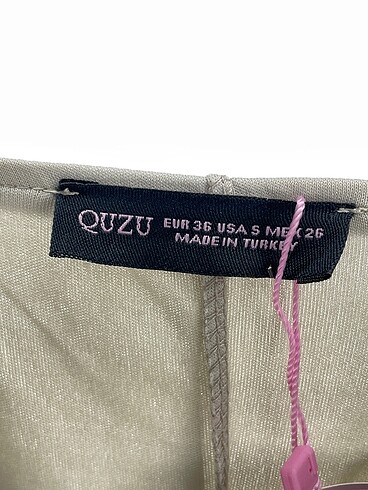 QUZU
EUR 36 USA S MEX 26
MADE IN TURKEY